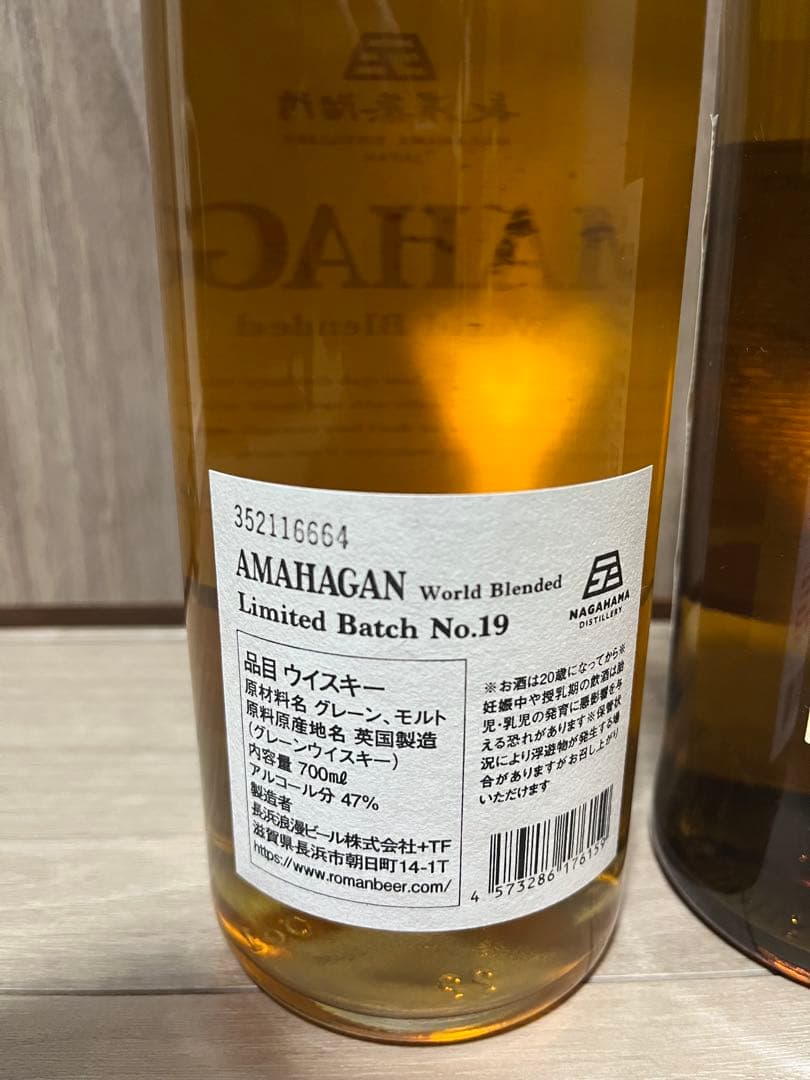 長濱蒸溜所
AMAHAG
World Blended
352116664
AMAHAGAN World Blended
Limited Batch No.19
NAGAHAMA
DISTILLERY
品目 ウイスキー
原材料名 グレーン、モルト
原料原産地名 英国製造
(グレーンウイスキー)
内容量 700mℓ
アルコール分 47%
製造者
長浜浪漫ビール株式会社+TF
滋賀県長浜市朝日町14-1T
https://www.romanbeer.com/
※お酒は20歳になってから※
妊娠中や授乳期の飲酒は胎
児・乳児の発育に悪影響を与
える恐れがあります※保管状
況により浮遊物が発生する場
合がありますがお召し上がり
いただけます
4 573286 176159